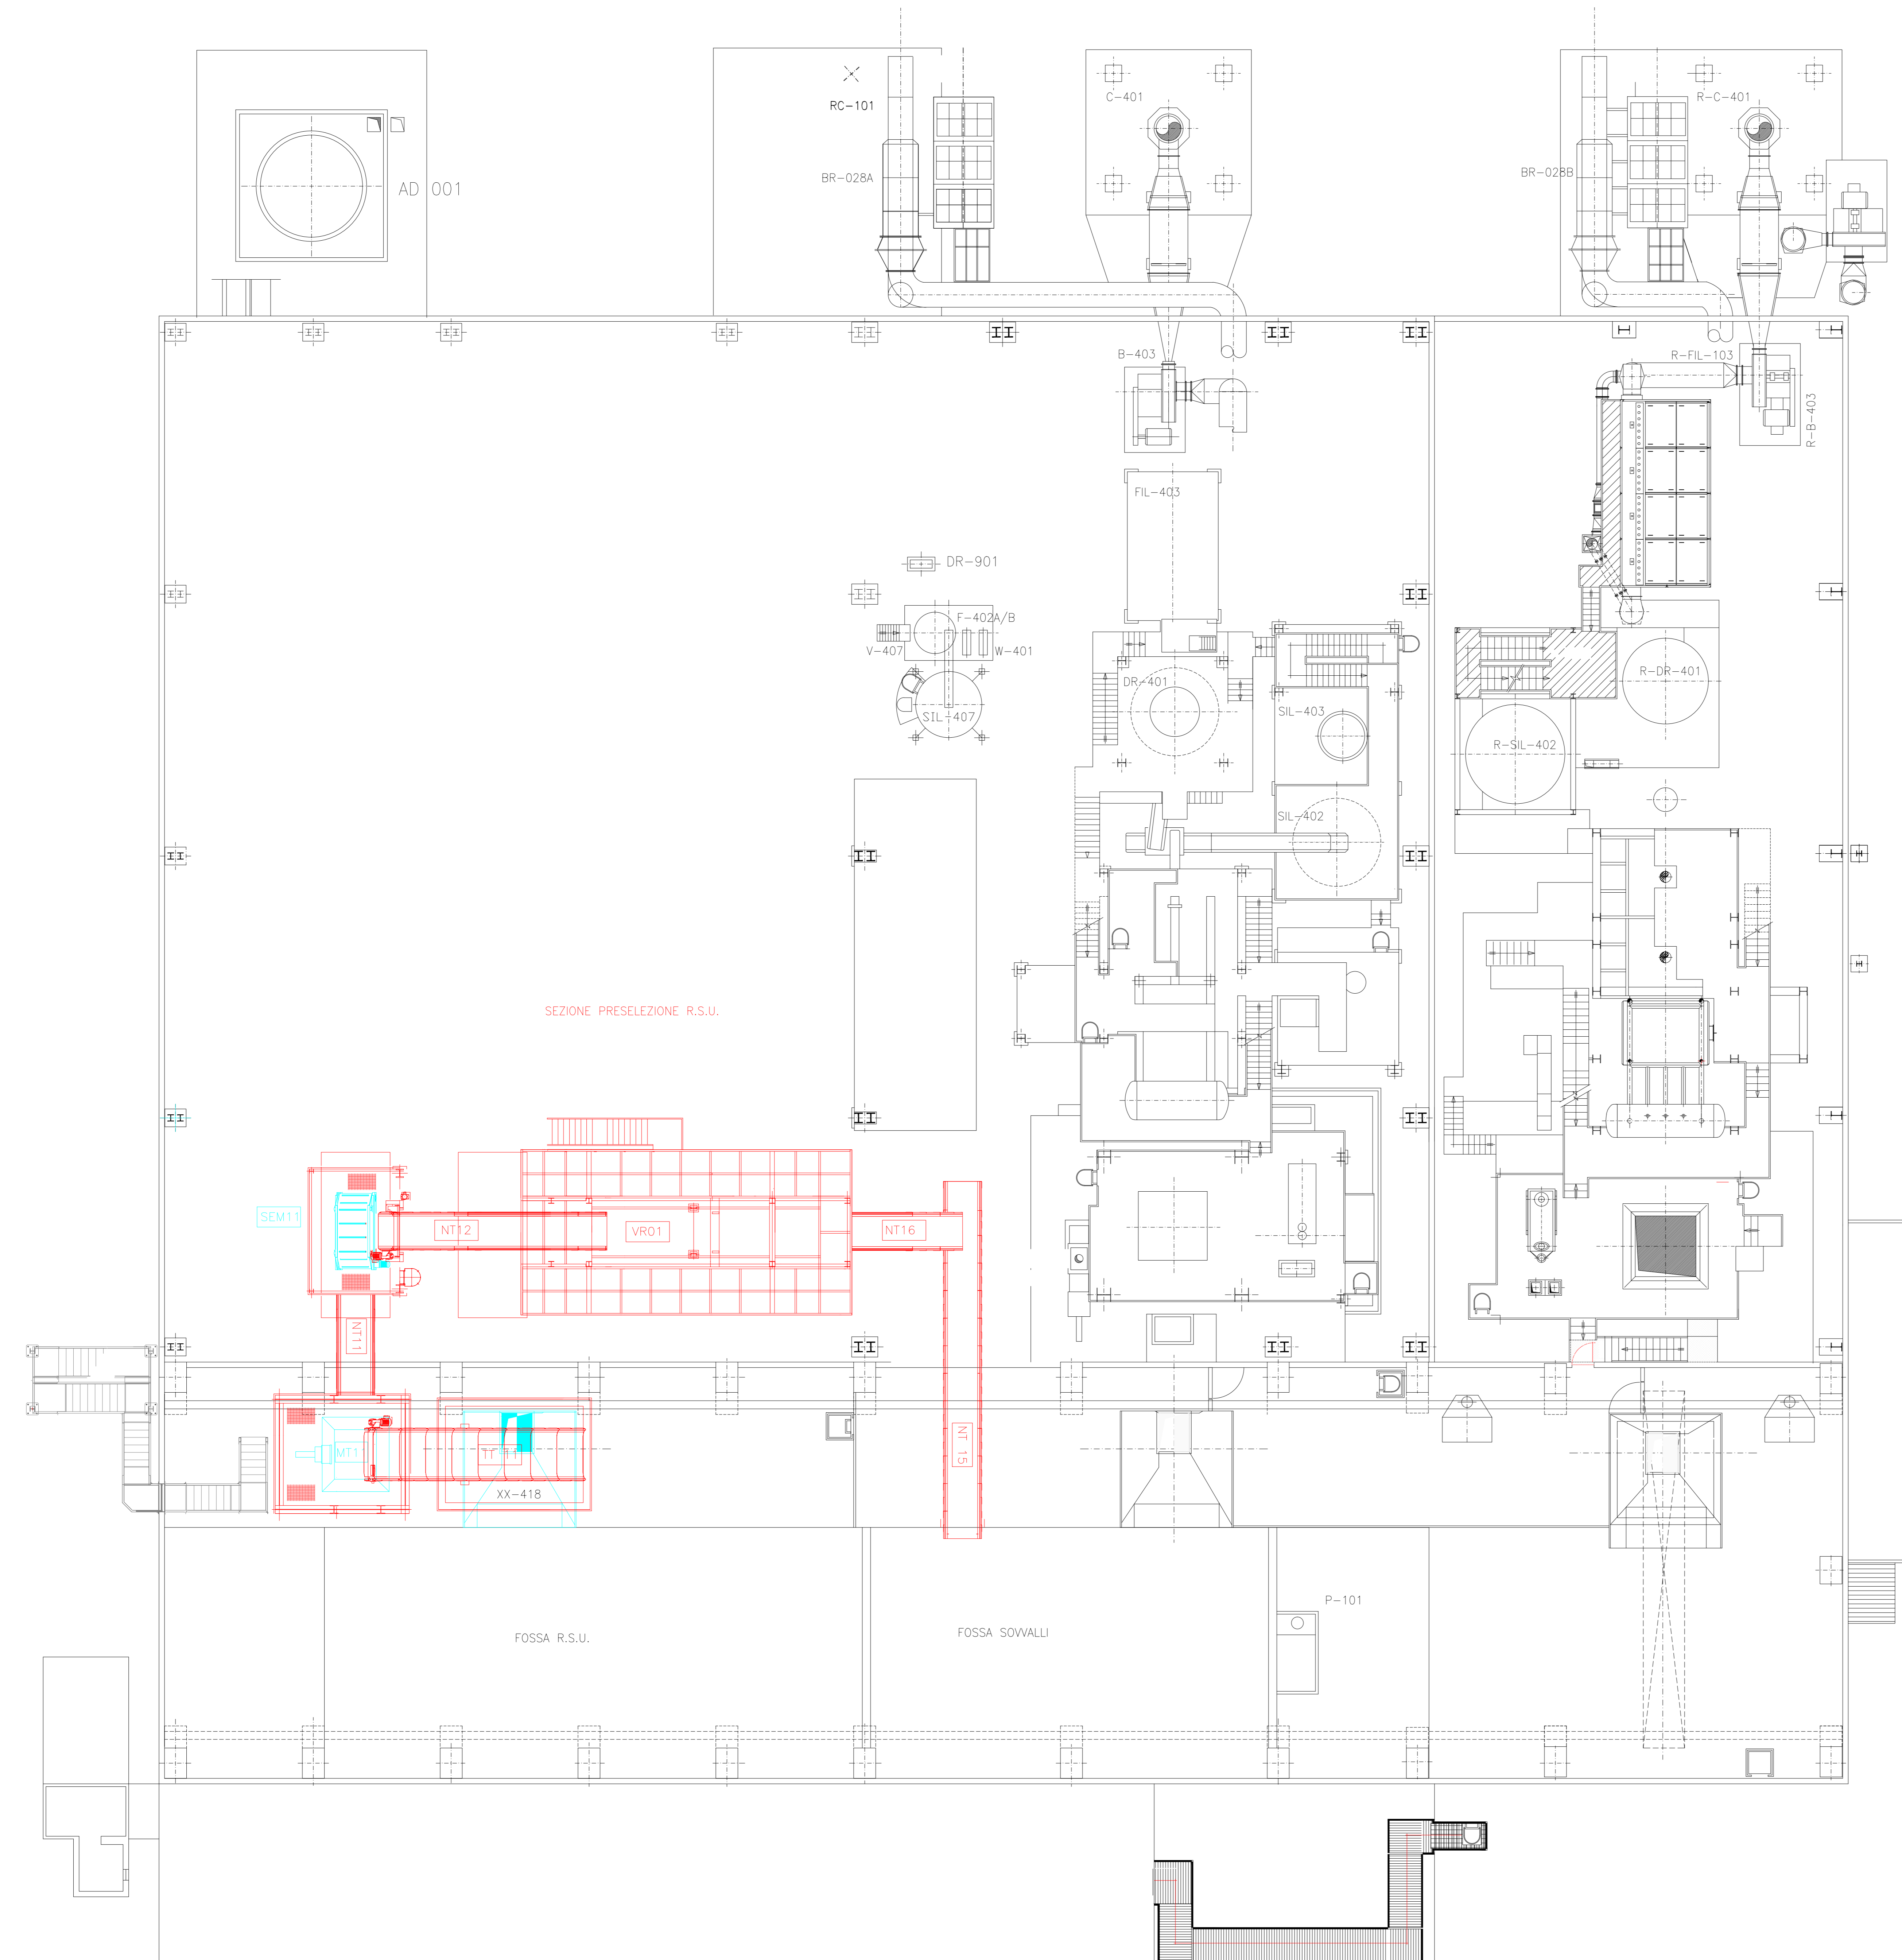 C-401
R-C-401
RC-101
BR-028A
BR-028B
AD 001
B-403
R-FIL-103
R-B-403
FIL-403
DR-901
F-402A/B
V-407
W-401
SIL-407
DR-401
SIL-403
R-DR-401
R-SIL-402
SIL-402
SEZIONE PRESELEZIONE R.S.U.
SEM11
NT12
VR01
NT16
NT11
NT 15
XX-418
P-101
FOSSA R.S.U.
FOSSA SOVVALLI